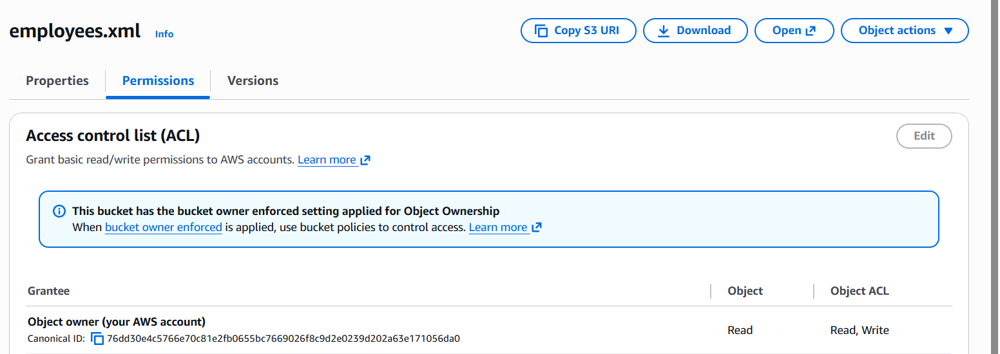 employees.xml Info Copy S3 URI Download Open Object actions
Properties Permissions Versions
Access control list (ACL) Edit
Grant basic read/write permissions to AWS accounts. Learn more
This bucket has the bucket owner enforced setting applied for Object Ownership
When bucket owner enforced is applied, use bucket policies to control access. Learn more
Grantee Object Object ACL
Object owner (your AWS account)
Canonical ID: 76dd30e4c5766e70c81e2fb0655bc7669026f8c9d2e0239d202a63e171056da0
Read Read, Write